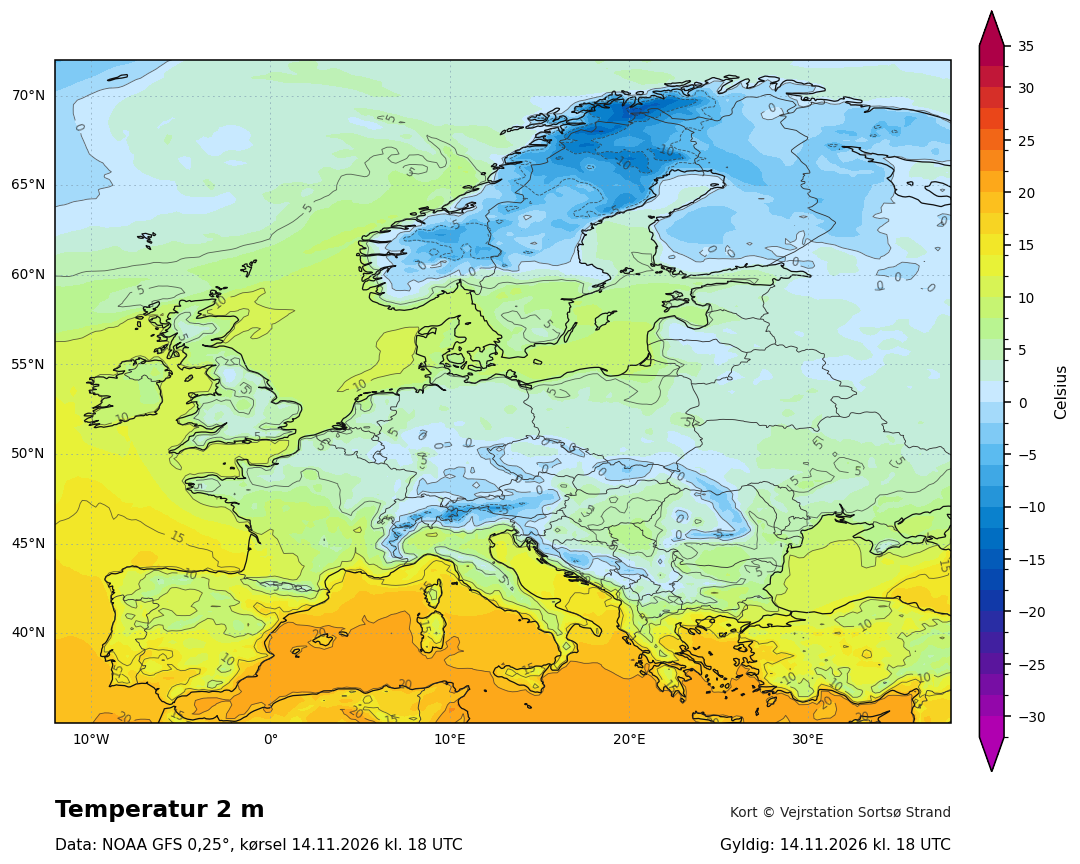 70°N
65°N
60°N
55°N
50°N
45°N
40°N
10°W
0°
10°E
20°E
30°E
35
30
25
20
15
10
5
0
−5
−10
−15
−20
−25
−30
Celsius
Temperatur 2 m
Kort © Vejrstation Sortsø Strand
Data: NOAA GFS 0,25°, kørsel 14.11.2026 kl. 18 UTC
Gyldig: 14.11.2026 kl. 18 UTC